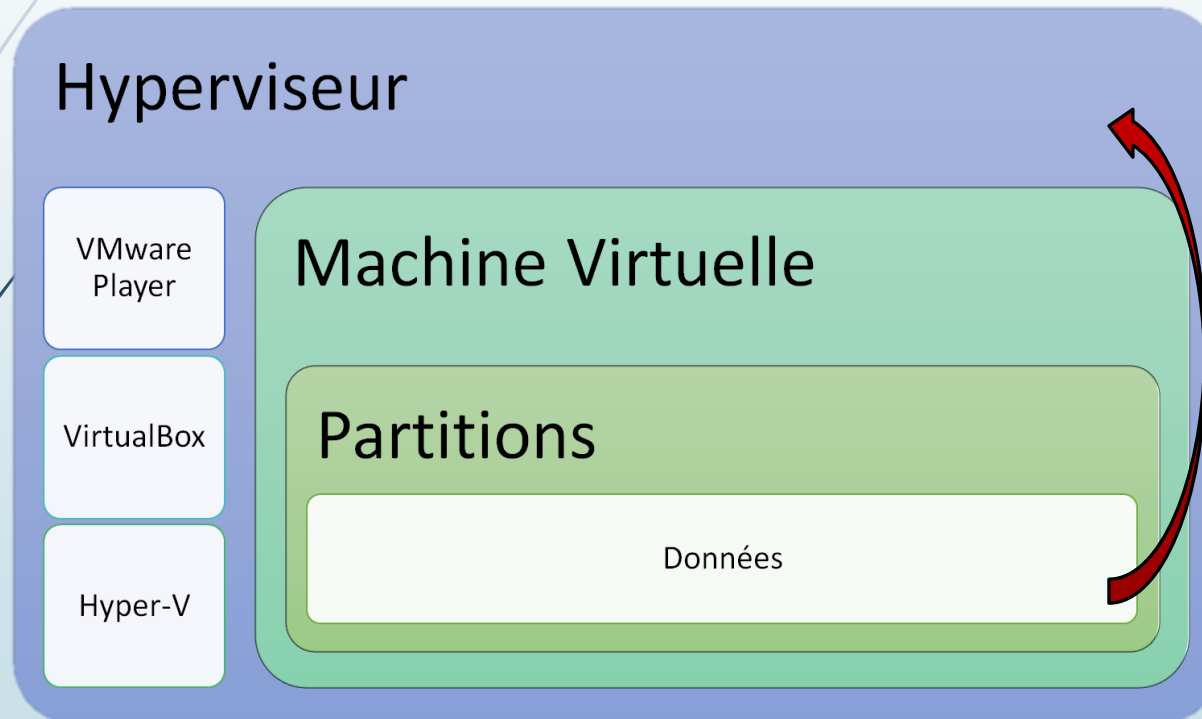 Hyperviseur
VMware
Player
VirtualBox
Hyper-V
Machine Virtuelle
Partitions
Données